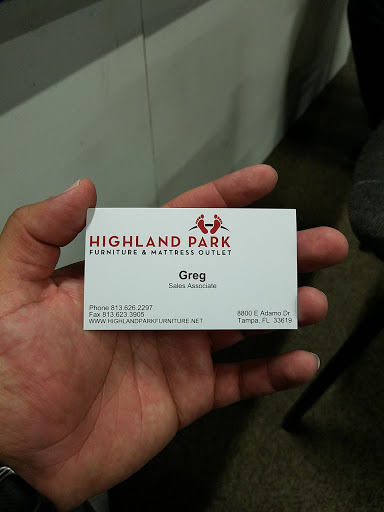 HIGHLAND PARK
FURNITURE & MATTRESS OUTLET
Greg
Sales Associate
Phone 813.626.2297
Fax 813.623.3905
WWW.HIGHLANDPARKFURNITURE.NET
8800 E Adamo Dr
Tampa, FL 33619